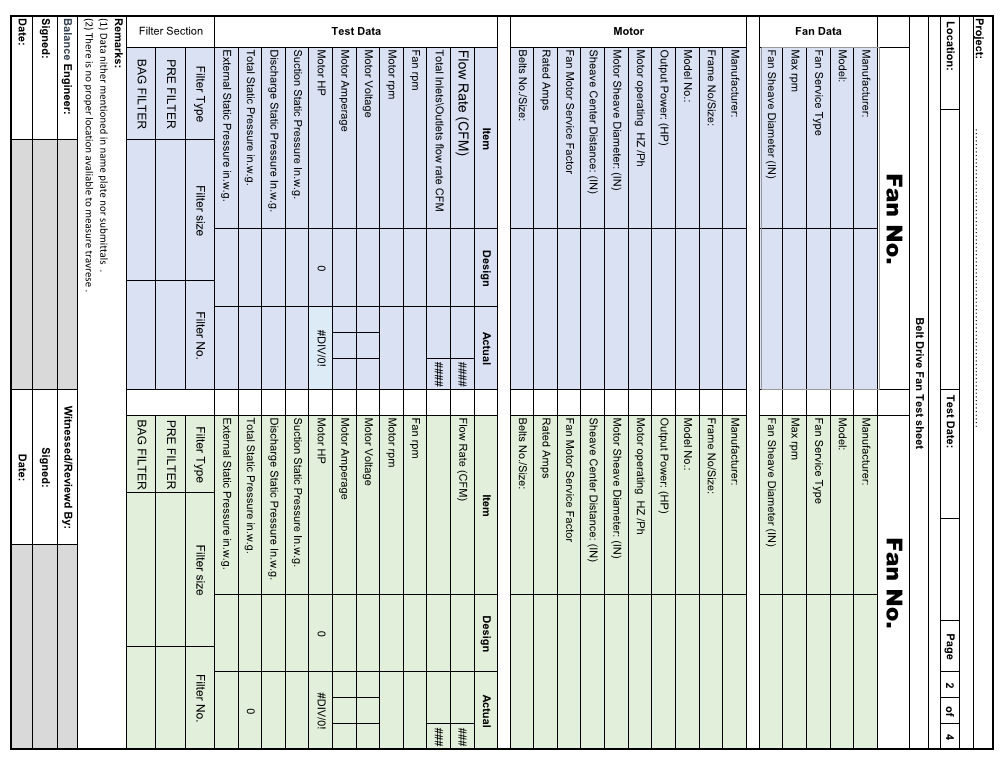 Project: ……………………………………………………………..…………
Location: Test Date: Page 2 of 4
Belt Drive Fan Test sheet
Fan No. Fan No.
Fan Data
Manufacturer: Manufacturer:
Model: Model:
Fan Service Type Fan Service Type
Max rpm Max rpm
Fan Sheave Diameter (IN) Fan Sheave Diameter (IN)
Motor
Manufacturer: Manufacturer:
Frame No/Size: Frame No/Size:
Model No.: Model No.:
Output Power: (HP) Output Power: (HP)
Motor operating HZ /Ph Motor operating HZ /Ph
Motor Sheave Diameter: (IN) Motor Sheave Diameter: (IN)
Sheave Center Distance: (IN) Sheave Center Distance: (IN)
Fan Motor Service Factor Fan Motor Service Factor
Rated Amps Rated Amps
Belts No./Size: Belts No./Size:
Test Data
Item Design Actual Item Design Actual
Flow Rate (CFM) #### Flow Rate (CFM) ###
Total Inlets\Outlets flow rate CFM #### ###
Fan rpm Fan rpm
Motor rpm Motor rpm
Motor Voltage Motor Voltage
Motor Amperage Motor Amperage
Motor HP 0 #DIV/0! Motor HP 0 #DIV/0!
Suction Static Pressure In.w.g. Suction Static Pressure In.w.g.
Discharge Static Pressure In.w.g. Discharge Static Pressure In.w.g.
Total Static Pressure in.w.g. Total Static Pressure in.w.g. 0
External Static Pressure in.w.g. External Static Pressure in.w.g.
Filter Section
Filter Type Filter size Filter No. Filter Type Filter size Filter No.
PRE FILTER PRE FILTER
BAG FILTER BAG FILTER
Remarks:
(1) Data nither mentioned in name plate nor submittals .
(2) There is no proper location avaliable to measure travrese .
Balance Engineer: Witnessed/Reviewd By:
Signed: Signed:
Date: Date: